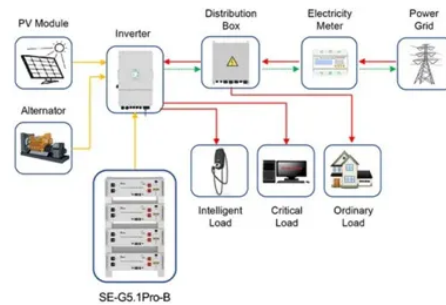 PV Module
Inverter
Distribution
Box
Electricity
Meter
Power
Grid
Alternator
Intelligent
Load
Critical
Load
Ordinary
Load
SE-G5.1Pro-B